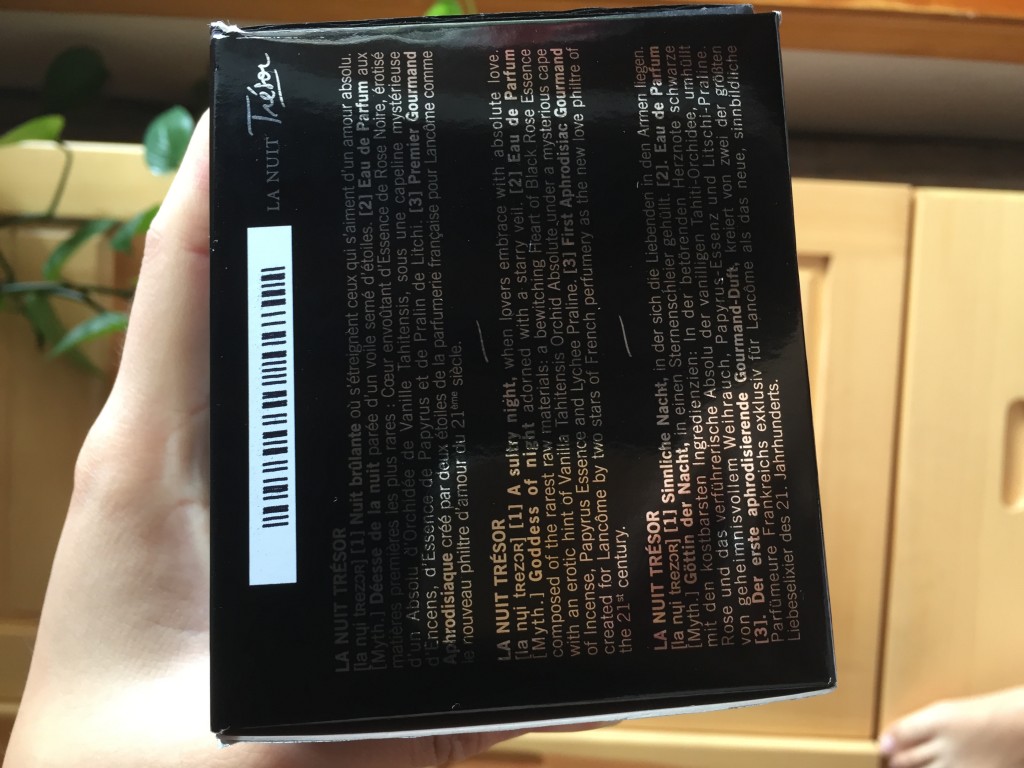 LA NUIT Trésor
LA NUIT TRÉSOR
[la nɥi tʀezɔʀ] [1] Nuit brûlante où s'étreignent ceux qui s'aiment d'un amour absolu.
[Myth.] Déesse de la nuit parée d'un voile semé d'étoiles. [2] Eau de Parfum aux
matières premières les plus rares : Cœur envoûtant d'Essence de Rose Noire, érotisé
d'un Absolu d'Orchidée de Vanille Tahitensis, sous une capeline mystérieuse
d'Encens, d'Essence de Papyrus et de Pralin de Litchi. [3] Premier Gourmand
Aphrodisiaque créé par deux étoiles de la parfumerie française pour Lancôme comme
le nouveau philtre d'amour du 21ème siècle.
LA NUIT TRÉSOR
[la nɥi tʀezɔʀ] [1] A sultry night, when lovers embrace with absolute love.
[Myth.] Goddess of night adorned with a starry veil. [2] Eau de Parfum
composed of the rarest raw materials: a bewitching Heart of Black Rose Essence
with an erotic hint of Vanilla Tahitensis Orchid Absolute under a mysterious cape
of Incense, Papyrus Essence and Lychee Praline. [3] First Aphrodisiac Gourmand
created for Lancôme by two stars of French perfumery as the new love philtre of
the 21st century.
LA NUIT TRÉSOR
[la nɥi tʀezɔʀ] [1] Sinnliche Nacht, in der sich die Liebenden in den Armen liegen.
[Myth.] Göttin der Nacht, in einen Sternenschleier gehüllt. [2]. Eau de Parfum
mit den kostbarsten Ingredienzien: In der betörenden Herznote schwarze
Rose und das verführerische Absolu der vanilligen Tahiti-Orchidee, umhüllt
von geheimnisvollem Weihrauch, Papyrus-Essenz und Litschi-Praline.
[3]. Der erste aphrodisierende Gourmand-Duft, kreiert von zwei der größten
Parfümeure Frankreichs exklusiv für Lancôme als das neue, sinnbildliche
Liebeselixier des 21. Jahrhunderts.